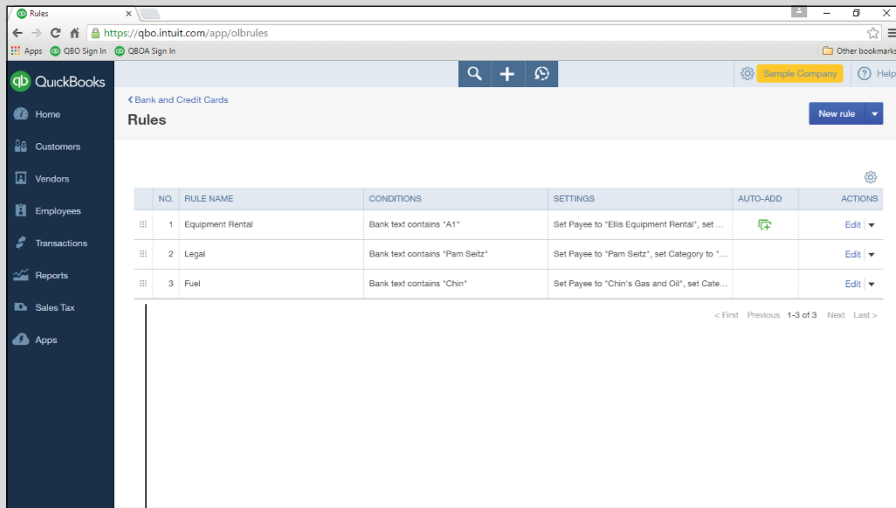 Rules
https://qbo.intuit.com/app/olbrules
Apps QBO Sign In QBOA Sign In Other bookmarks
qb QuickBooks
Sample Company Help
Home
Customers
Vendors
Employees
Transactions
Reports
Sales Tax
Apps
Bank and Credit Cards
Rules
New rule
NO. RULE NAME CONDITIONS SETTINGS AUTO-ADD ACTIONS
1 Equipment Rental Bank text contains "A1" Set Payee to "Ellis Equipment Rental", set ... Edit
2 Legal Bank text contains "Pam Seitz" Set Payee to "Pam Seitz", set Category to "... Edit
3 Fuel Bank text contains "Chin" Set Payee to "Chin's Gas and Oil", set Cate... Edit
< First Previous 1-3 of 3 Next Last >